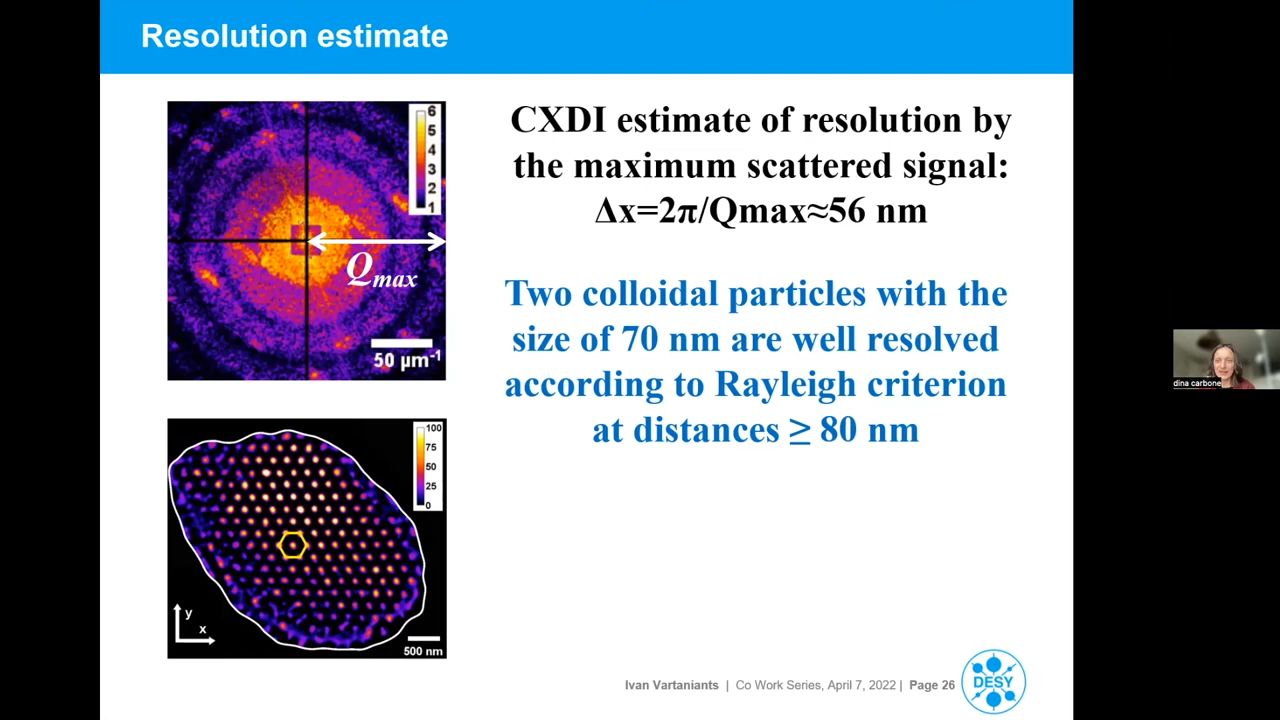 Resolution estimate
6
5
4
3
2
1
Qmax
50 µm⁻¹
CXDI estimate of resolution by
the maximum scattered signal:
Δx=2π/Qmax≈56 nm
Two colloidal particles with the
size of 70 nm are well resolved
according to Rayleigh criterion
at distances ≥ 80 nm
100
75
50
25
0
y
x
500 nm
dina carbone
Ivan Vartaniants | Co Work Series, April 7, 2022 | Page 26
DESY